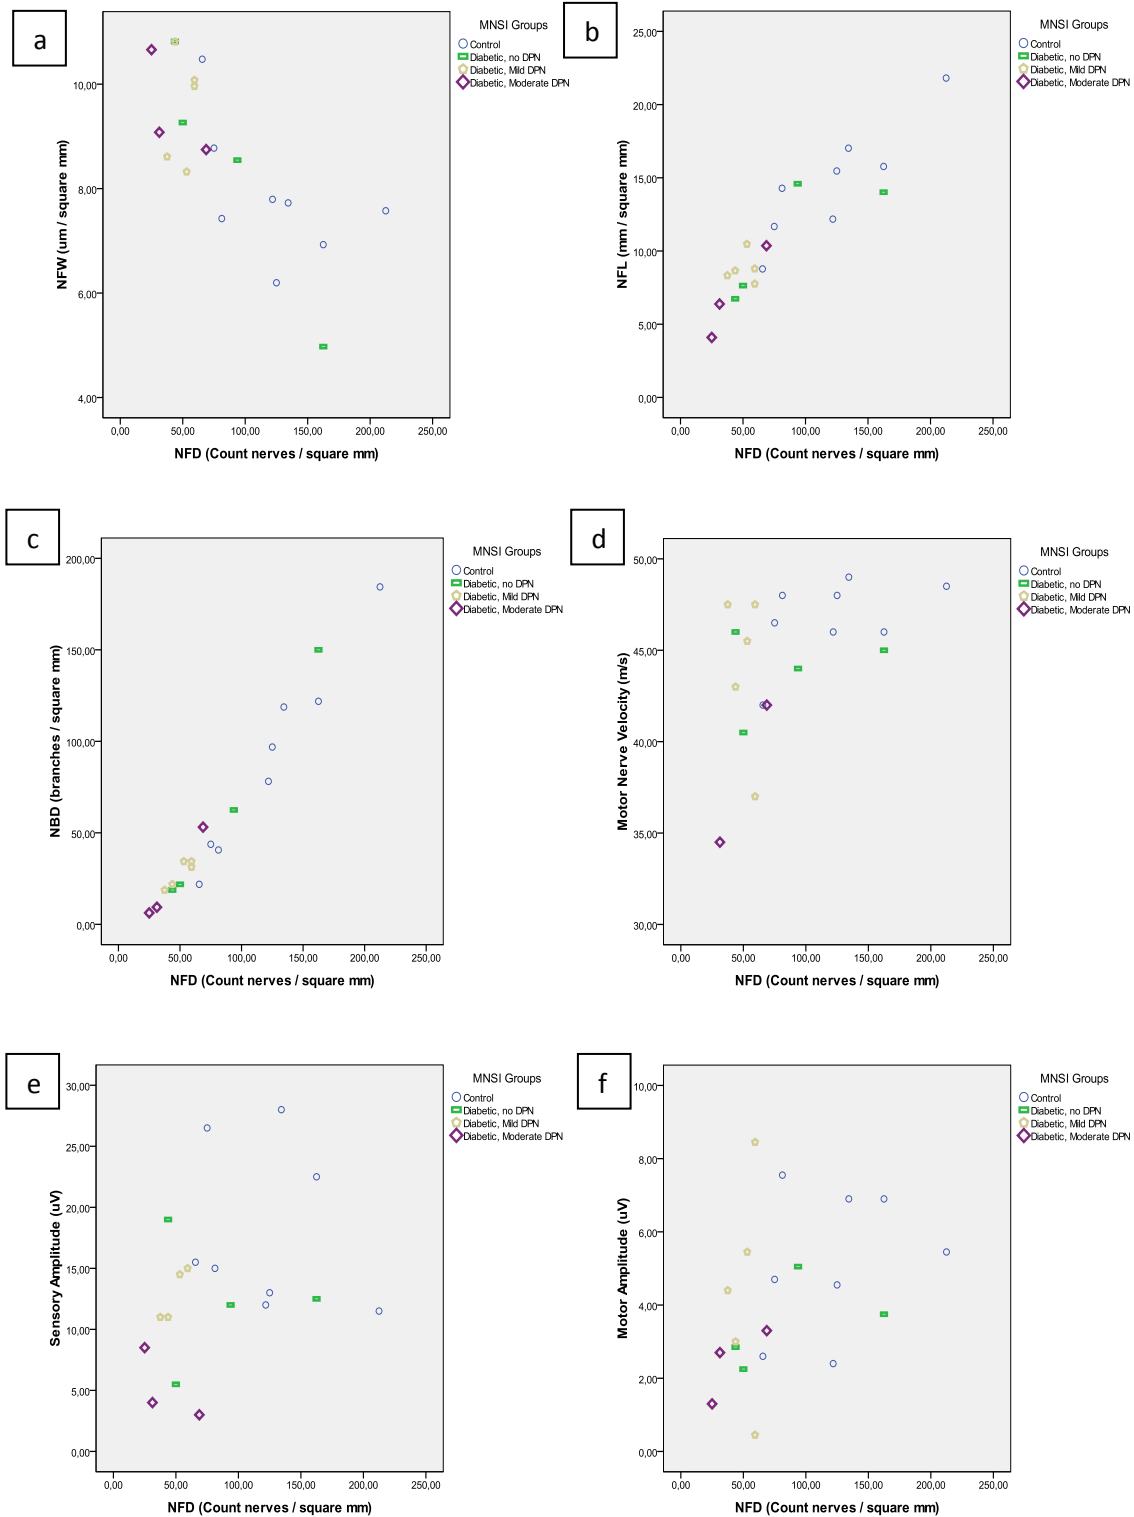 a
MNSI Groups
Control
Diabetic, no DPN
Diabetic, Mild DPN
Diabetic, Moderate DPN
10,00
8,00
6,00
4,00
NFW (um / square mm)
0,00 50,00 100,00 150,00 200,00 250,00
NFD (Count nerves / square mm)
b
MNSI Groups
Control
Diabetic, no DPN
Diabetic, Mild DPN
Diabetic, Moderate DPN
25,00
20,00
15,00
10,00
5,00
0,00
NFL (mm / square mm)
0,00 50,00 100,00 150,00 200,00 250,00
NFD (Count nerves / square mm)
c
MNSI Groups
Control
Diabetic, no DPN
Diabetic, Mild DPN
Diabetic, Moderate DPN
200,00
150,00
100,00
50,00
0,00
NBD (branches / square mm)
0,00 50,00 100,00 150,00 200,00 250,00
NFD (Count nerves / square mm)
d
MNSI Groups
Control
Diabetic, no DPN
Diabetic, Mild DPN
Diabetic, Moderate DPN
50,00
45,00
40,00
35,00
30,00
Motor Nerve Velocity (m/s)
0,00 50,00 100,00 150,00 200,00 250,00
NFD (Count nerves / square mm)
e
MNSI Groups
Control
Diabetic, no DPN
Diabetic, Mild DPN
Diabetic, Moderate DPN
30,00
25,00
20,00
15,00
10,00
5,00
0,00
Sensory Amplitude (uV)
0,00 50,00 100,00 150,00 200,00 250,00
NFD (Count nerves / square mm)
f
MNSI Groups
Control
Diabetic, no DPN
Diabetic, Mild DPN
Diabetic, Moderate DPN
10,00
8,00
6,00
4,00
2,00
0,00
Motor Amplitude (uV)
0,00 50,00 100,00 150,00 200,00 250,00
NFD (Count nerves / square mm)